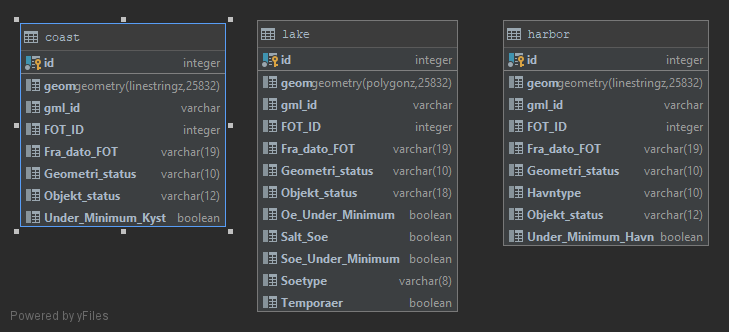 coast
id integer
geom geometry(linestringz,25832)
gml_id varchar
FOT_ID integer
Fra_dato_FOT varchar(19)
Geometri_status varchar(10)
Objekt_status varchar(12)
Under_Minimum_Kyst boolean
lake
id integer
geom geometry(polygonz,25832)
gml_id varchar
FOT_ID integer
Fra_dato_FOT varchar(19)
Geometri_status varchar(10)
Objekt_status varchar(18)
Oe_Under_Minimum boolean
Salt_Soe boolean
Soe_Under_Minimum boolean
Soetype varchar(8)
Temporaer boolean
harbor
id integer
geom geometry(linestringz,25832)
gml_id varchar
FOT_ID integer
Fra_dato_FOT varchar(19)
Geometri_status varchar(10)
Havntype varchar(10)
Objekt_status varchar(12)
Under_Minimum_Havn boolean
Powered by yFiles